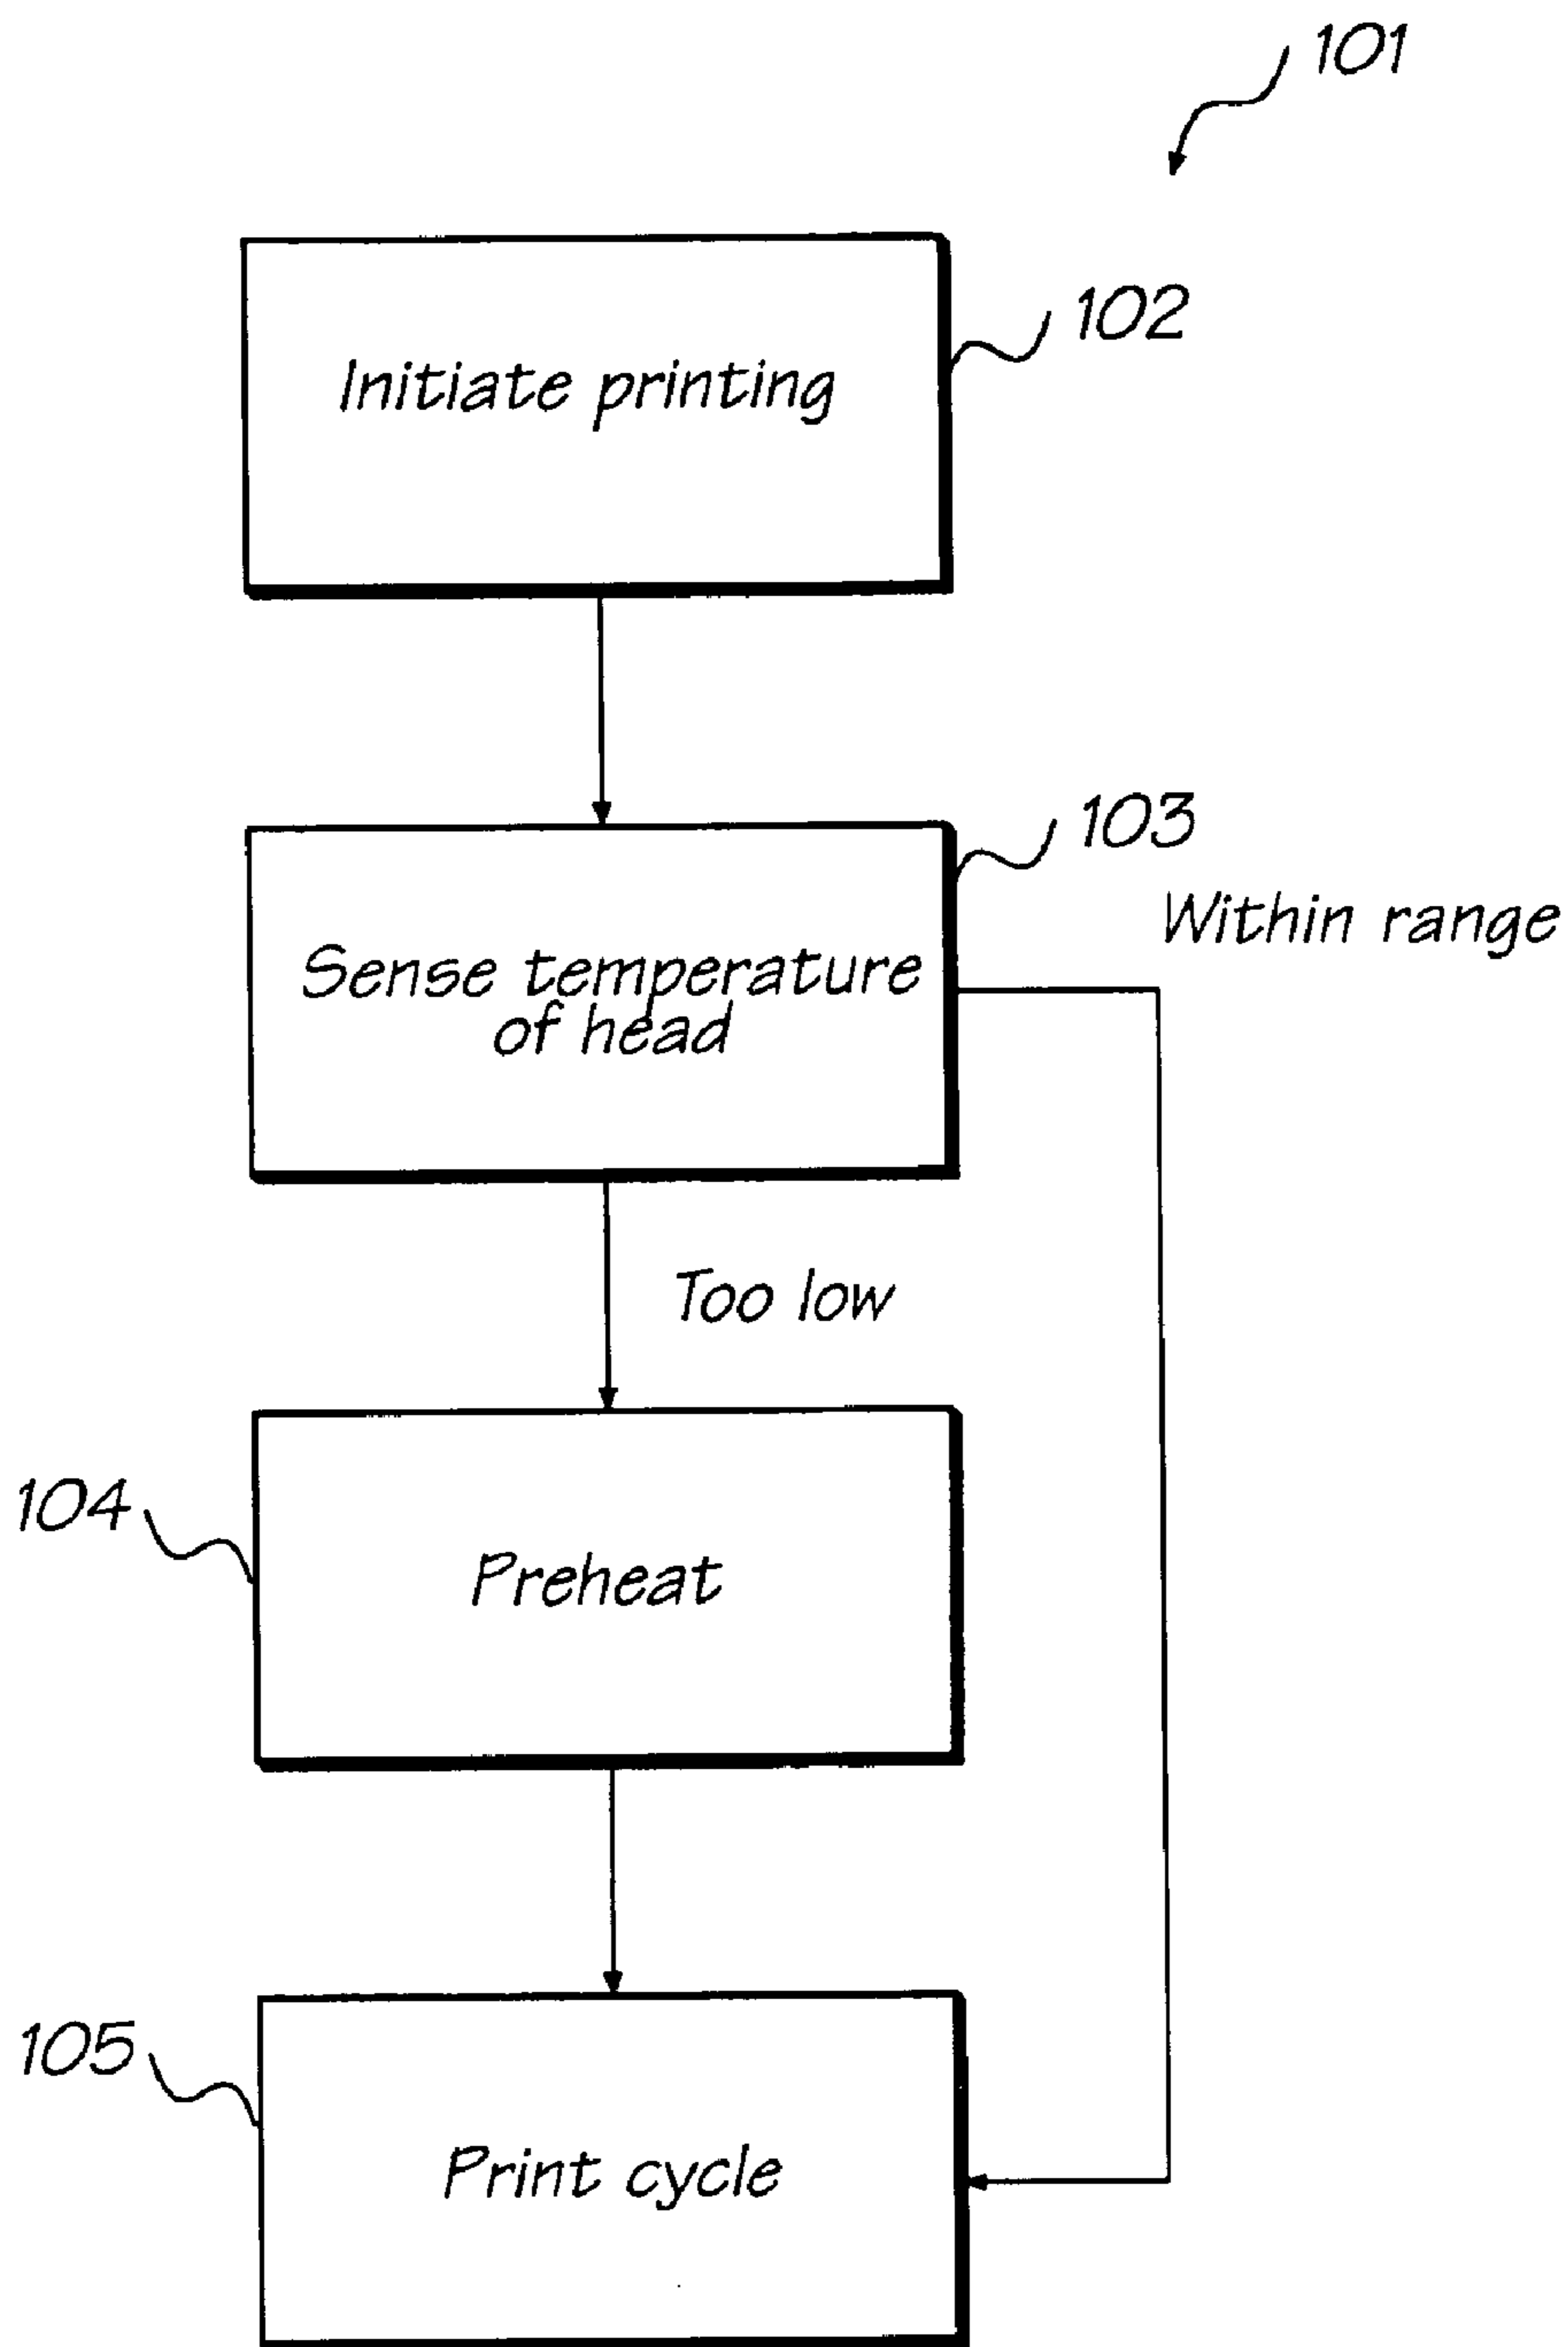 101
Initiate printing
102
103
Within range
Sense temperature
of head
Too low
104
Preheat
105
Print cycle